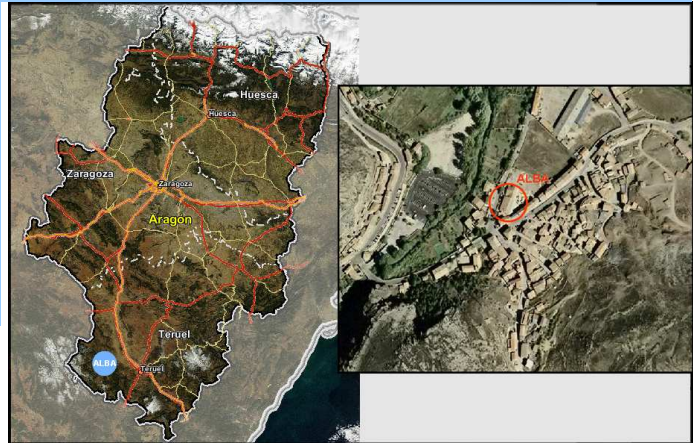 Huesca
Huesca
Zaragoza
Zaragoza
Aragón
Teruel
ALBA
Teruel
ALBA